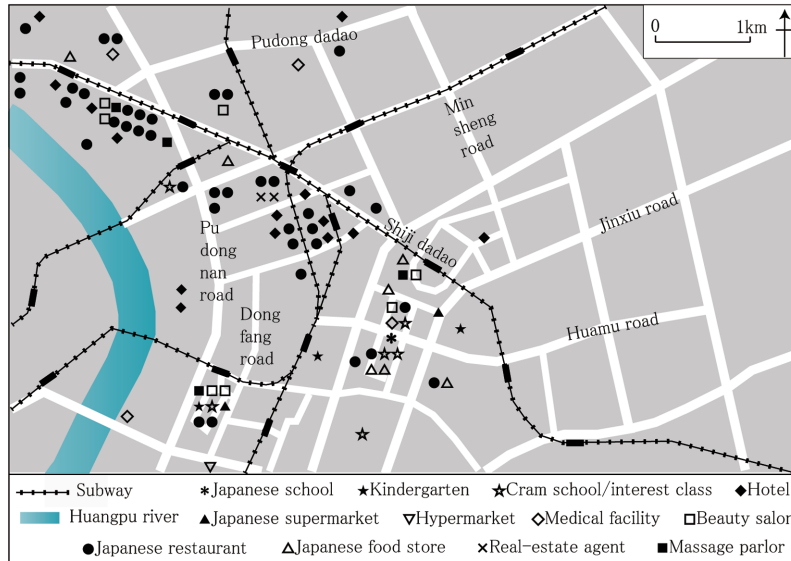 0 1km
Pudong dadao
Min
sheng
road
Jinxiu road
Shiji dadao
Pu
dong
nan
road
Dong
fang
road
Huamu road
Subway Japanese school Kindergarten Cram school/interest class Hotel
Huangpu river Japanese supermarket Hypermarket Medical facility Beauty salon
Japanese restaurant Japanese food store Real-estate agent Massage parlor